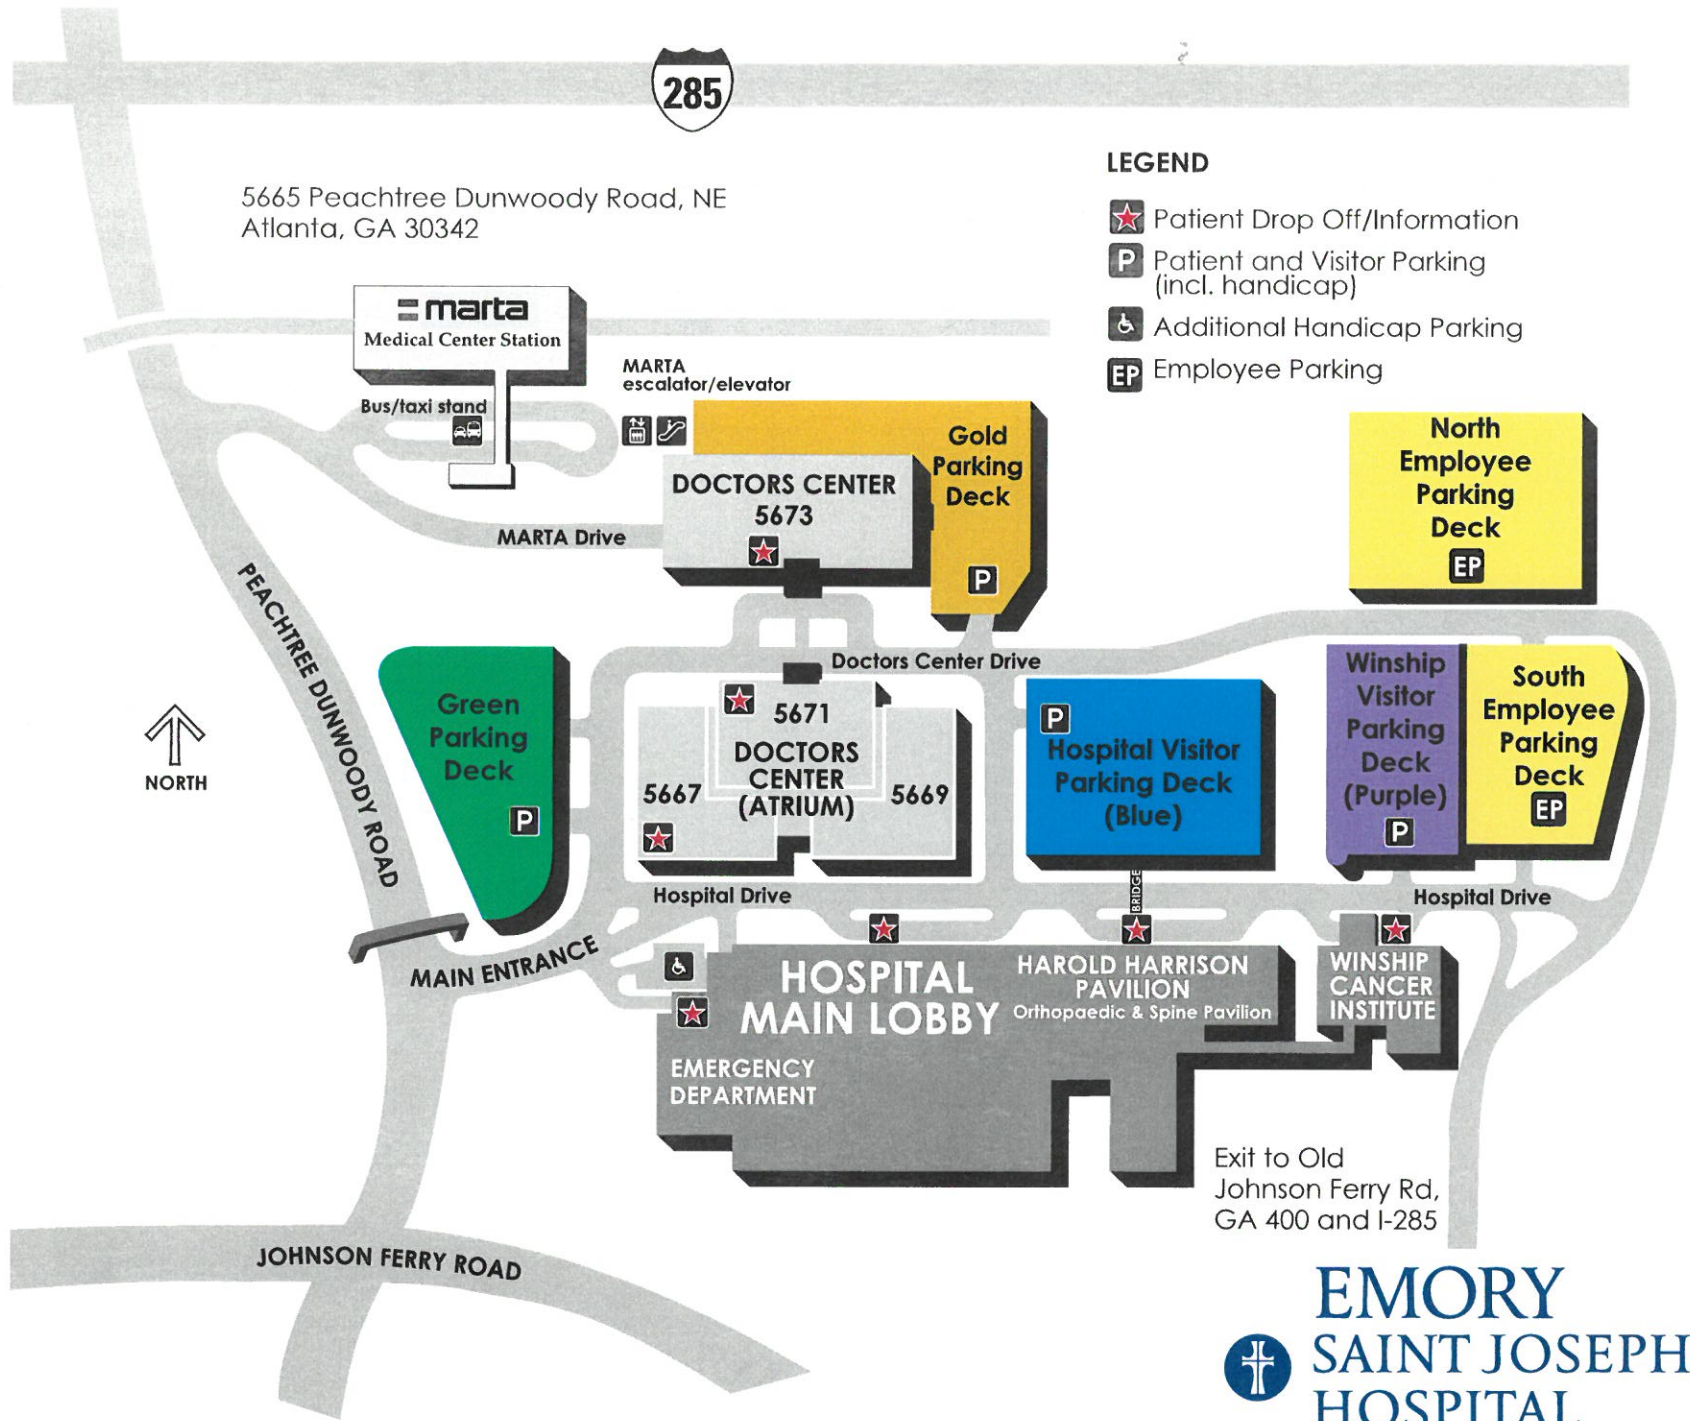 285
5665 Peachtree Dunwoody Road, NE
Atlanta, GA 30342
LEGEND
Patient Drop Off/Information
P Patient and Visitor Parking
(incl. handicap)
Additional Handicap Parking
EP Employee Parking
marta
Medical Center Station
MARTA
escalator/elevator
Bus/taxi stand
Gold
Parking
Deck
P
DOCTORS CENTER
5673
MARTA Drive
North
Employee
Parking
Deck
EP
PEACHTREE DUNWOODY ROAD
Doctors Center Drive
Green
Parking
Deck
P
5671
DOCTORS
CENTER
(ATRIUM)
5667
5669
P
Hospital Visitor
Parking Deck
(Blue)
Winship
Visitor
Parking
Deck
(Purple)
P
South
Employee
Parking
Deck
EP
NORTH
Hospital Drive
BRIDGE
Hospital Drive
MAIN ENTRANCE
HOSPITAL
MAIN LOBBY
HAROLD HARRISON
PAVILION
Orthopaedic & Spine Pavilion
WINSHIP
CANCER
INSTITUTE
EMERGENCY
DEPARTMENT
Exit to Old
Johnson Ferry Rd,
GA 400 and I-285
JOHNSON FERRY ROAD
EMORY
SAINT JOSEPH
HOSPITAL